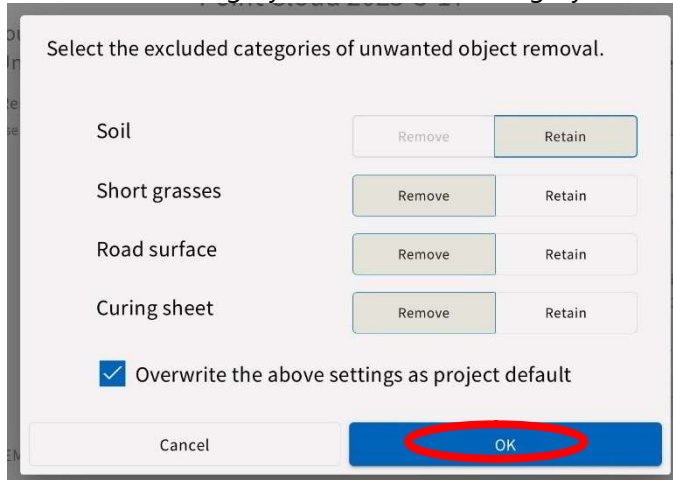 Select the excluded categories of unwanted object removal.
Soil Remove Retain
Short grasses Remove Retain
Road surface Remove Retain
Curing sheet Remove Retain
Overwrite the above settings as project default
Cancel OK